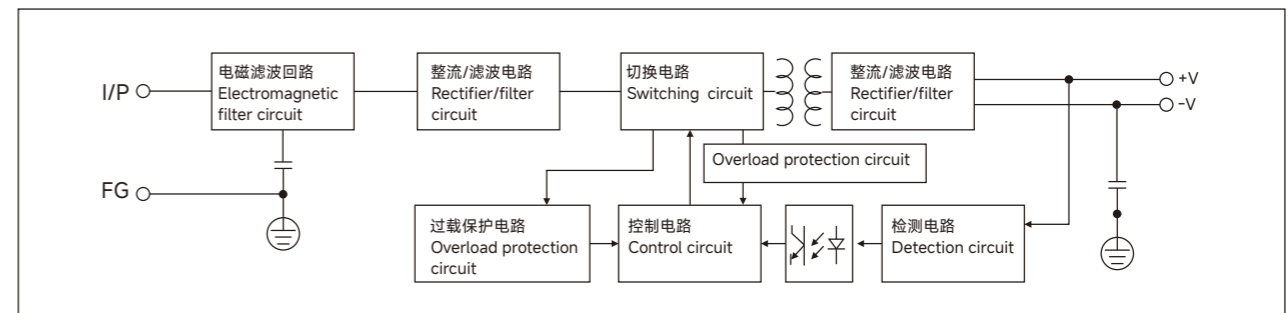 I/P
电磁滤波回路
Electromagnetic
filter circuit
整流/滤波电路
Rectifier/filter
circuit
切换电路
Switching circuit
整流/滤波电路
Rectifier/filter
circuit
+V
-V
Overload protection circuit
FG
过载保护电路
Overload protection
circuit
控制电路
Control circuit
检测电路
Detection circuit